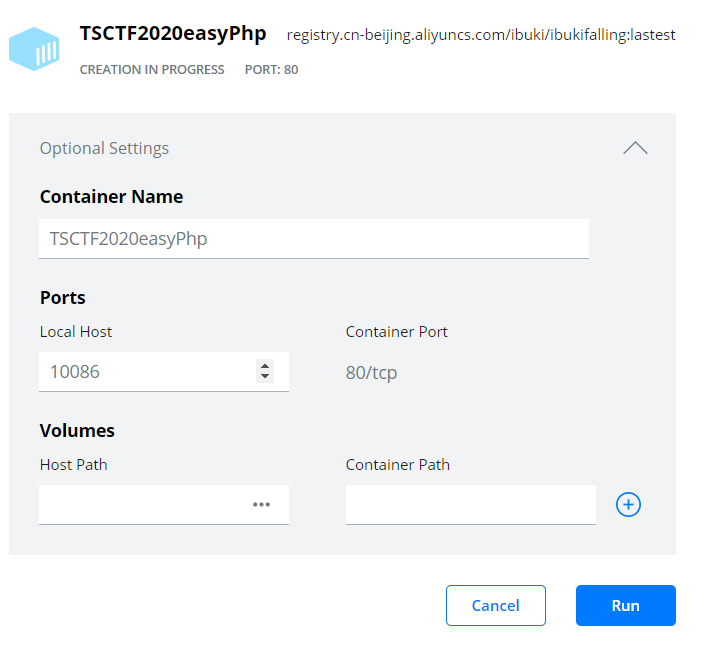 TSCTF2020easyPhp registry.cn-beijing.aliyuncs.com/ibuki/ibukifalling:lastest
CREATION IN PROGRESS PORT: 80
Optional Settings
Container Name
TSCTF2020easyPhp
Ports
Local Host Container Port
10086 80/tcp
Volumes
Host Path Container Path
Cancel Run